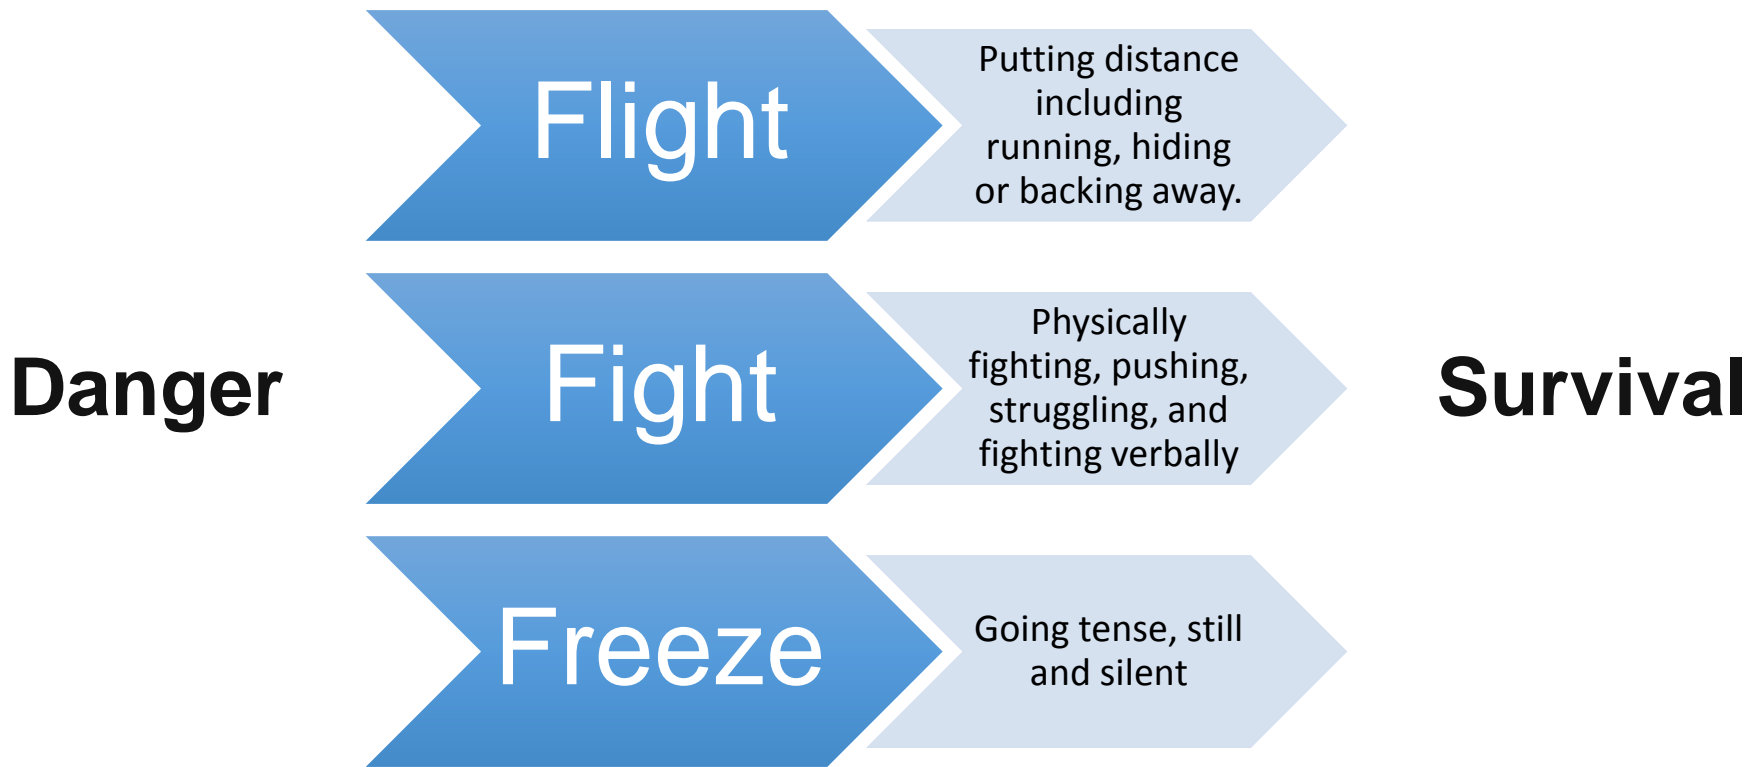 Danger
Flight
Putting distance
including
running, hiding
or backing away.
Fight
Physically
fighting, pushing,
struggling, and
fighting verbally
Freeze
Going tense, still
and silent
Survival